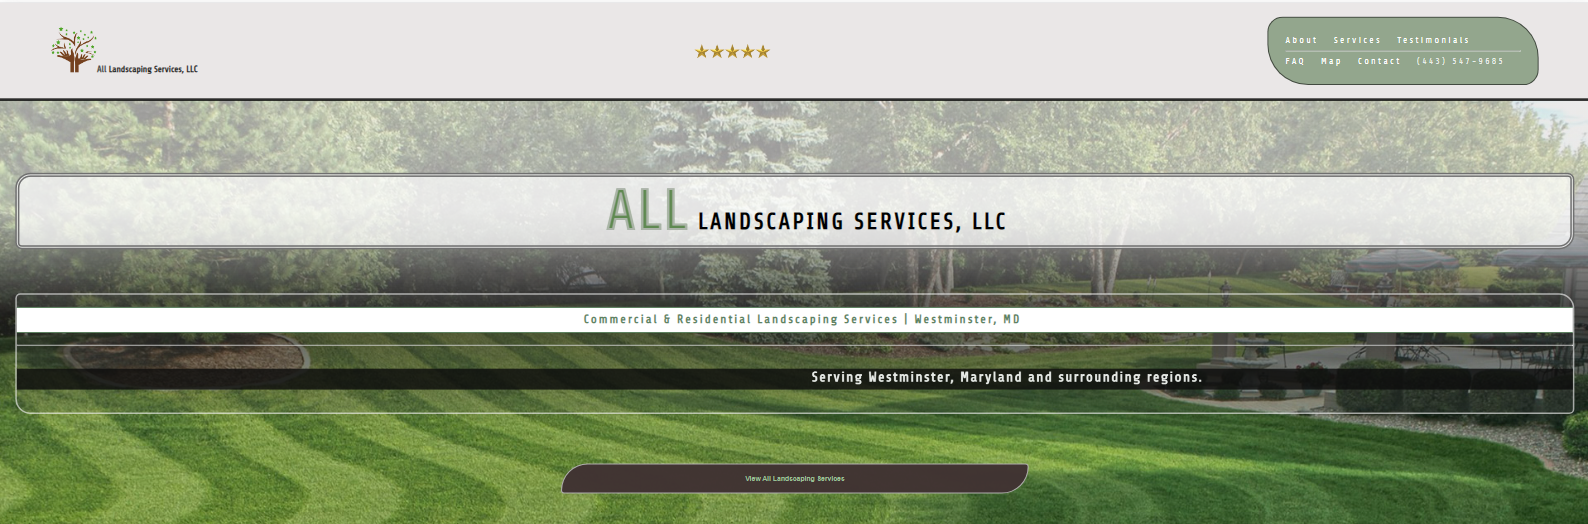 All Landscaping Services, LLC
About Services Testimonials
FAQ Map Contact (443) 547-9685
ALL LANDSCAPING SERVICES, LLC
Commercial & Residential Landscaping Services | Westminster, MD
Serving Westminster, Maryland and surrounding regions.
View All Landscaping Services